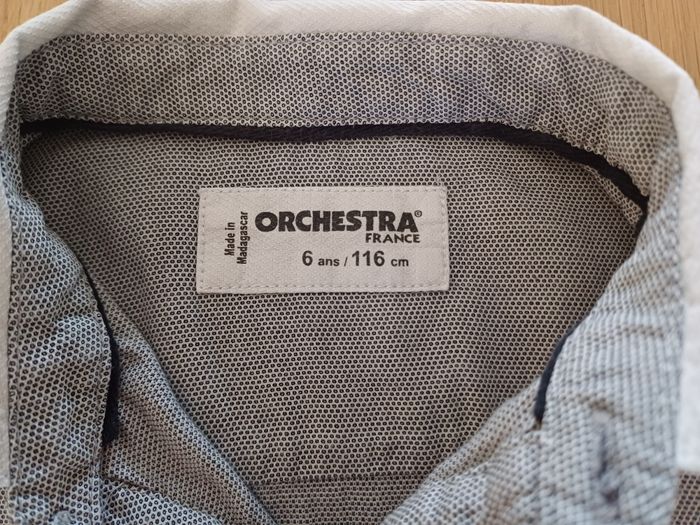 Made in
Madagascar
ORCHESTRA®
FRANCE
6 ans / 116 cm